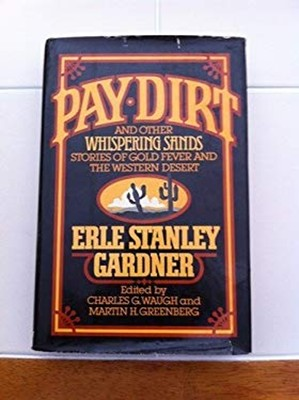 PAY·DIRT
AND OTHER
WHISPERING SANDS
STORIES OF GOLD FEVER AND
THE WESTERN DESERT
ERLE STANLEY
GARDNER
Edited by
CHARLES G. WAUGH and
MARTIN H. GREENBERG